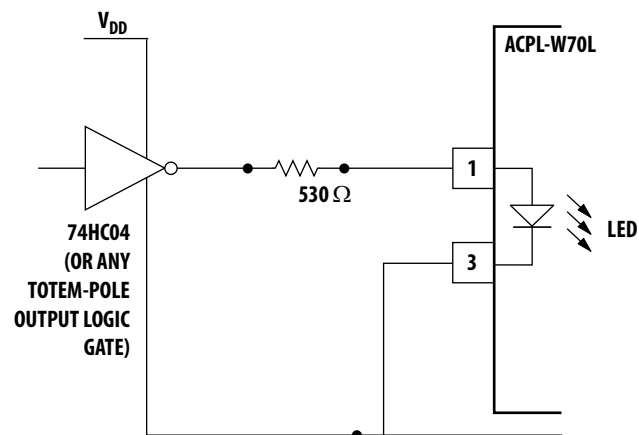 V_DD
ACPL-W70L
1
530 Ω
LED
3
74HC04
(OR ANY
TOTEM-POLE
OUTPUT LOGIC
GATE)